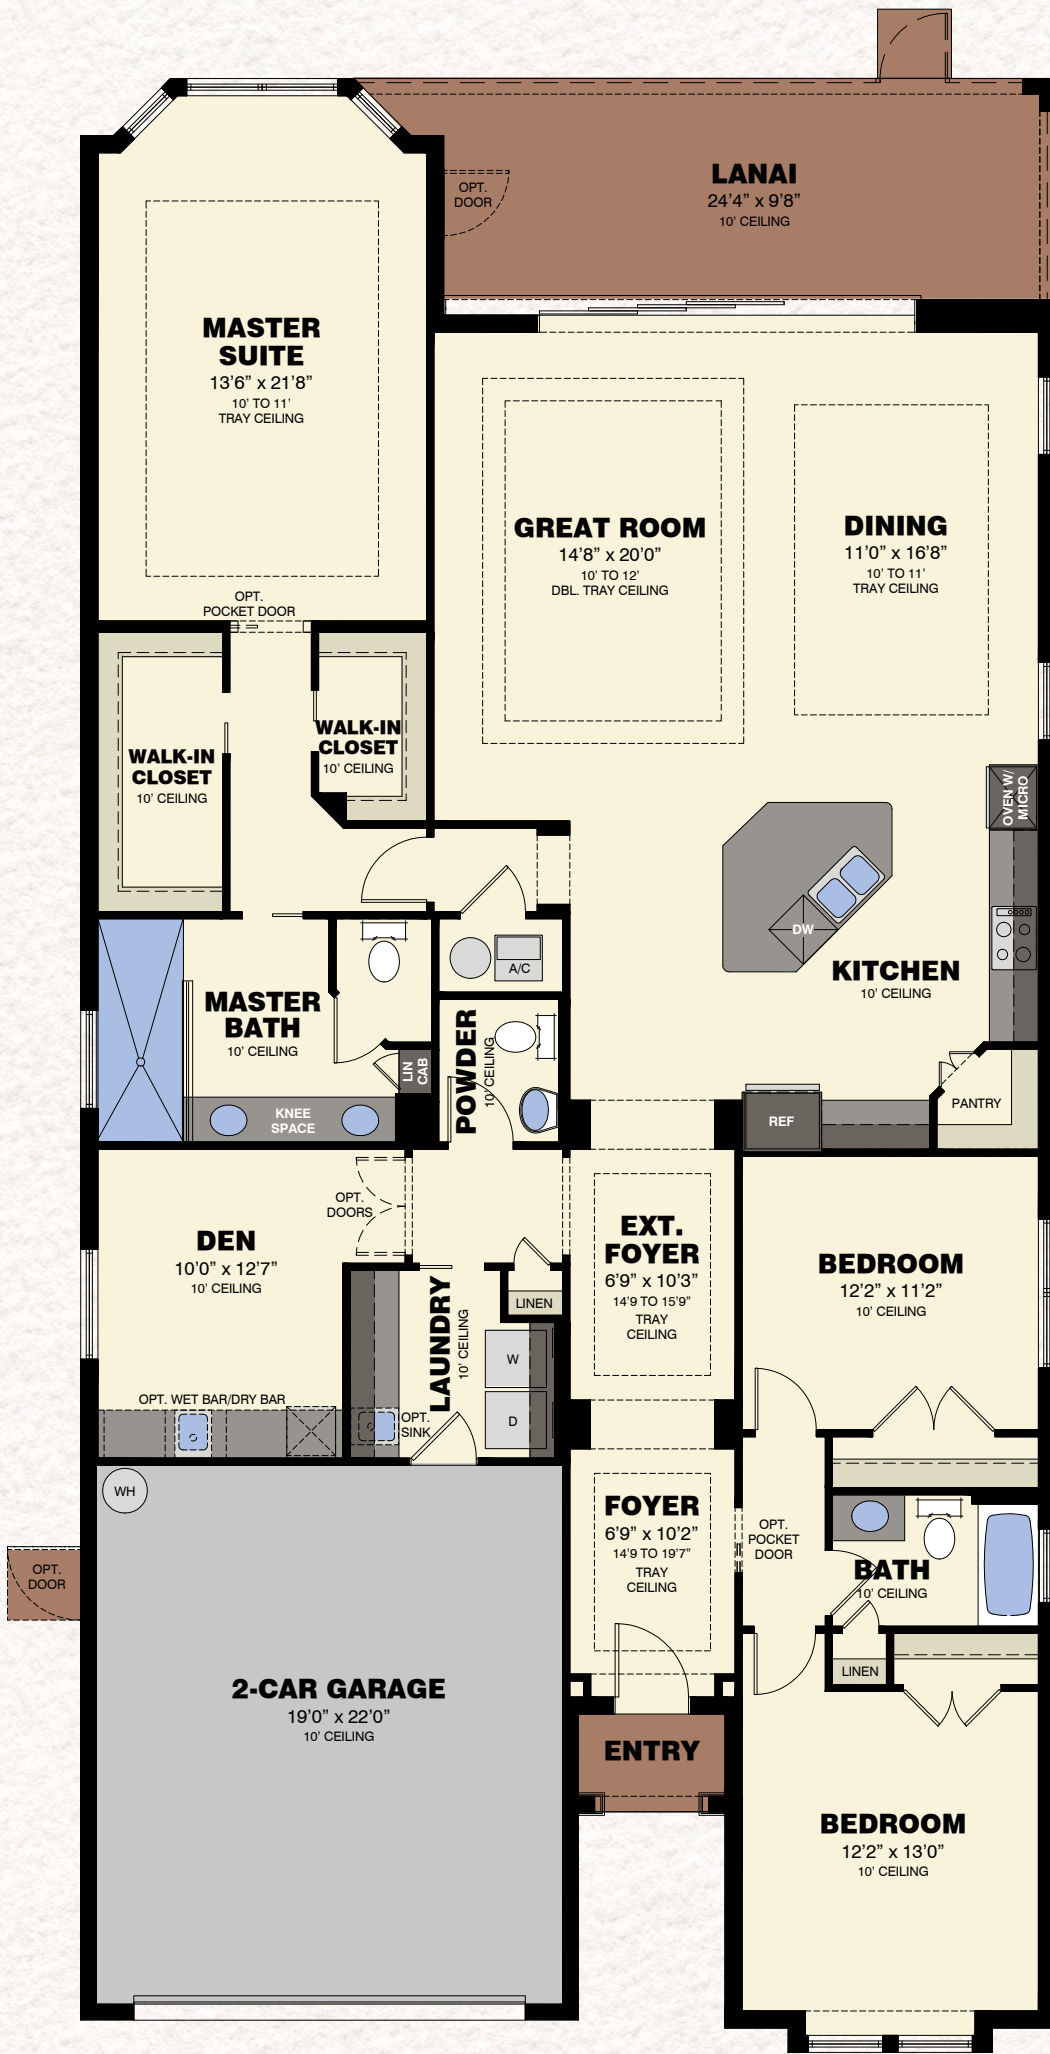 LANAI
24'4" x 9'8"
10' CEILING
OPT.
DOOR
MASTER
SUITE
13'6" x 21'8"
10' TO 11'
TRAY CEILING
OPT.
POCKET DOOR
GREAT ROOM
14'8" x 20'0"
10' TO 12'
DBL. TRAY CEILING
DINING
11'0" x 16'8"
10' TO 11'
TRAY CEILING
WALK-IN
CLOSET
10' CEILING
WALK-IN
CLOSET
10' CEILING
OVEN W/
MICRO
DW
KITCHEN
10' CEILING
A/C
MASTER
BATH
10' CEILING
LIN
CAB
KNEE
SPACE
POWDER
10' CEILING
REF
PANTRY
OPT.
DOORS
DEN
10'0" x 12'7"
10' CEILING
EXT.
FOYER
6'9" x 10'3"
14'9 TO 15'9"
TRAY
CEILING
BEDROOM
12'2" x 11'2"
10' CEILING
LINEN
LAUNDRY
10' CEILING
W
D
OPT. WET BAR/DRY BAR
OPT.
SINK
WH
FOYER
6'9" x 10'2"
14'9 TO 19'7"
TRAY
CEILING
OPT.
POCKET
DOOR
BATH
10' CEILING
OPT.
DOOR
LINEN
2-CAR GARAGE
19'0" x 22'0"
10' CEILING
ENTRY
BEDROOM
12'2" x 13'0"
10' CEILING